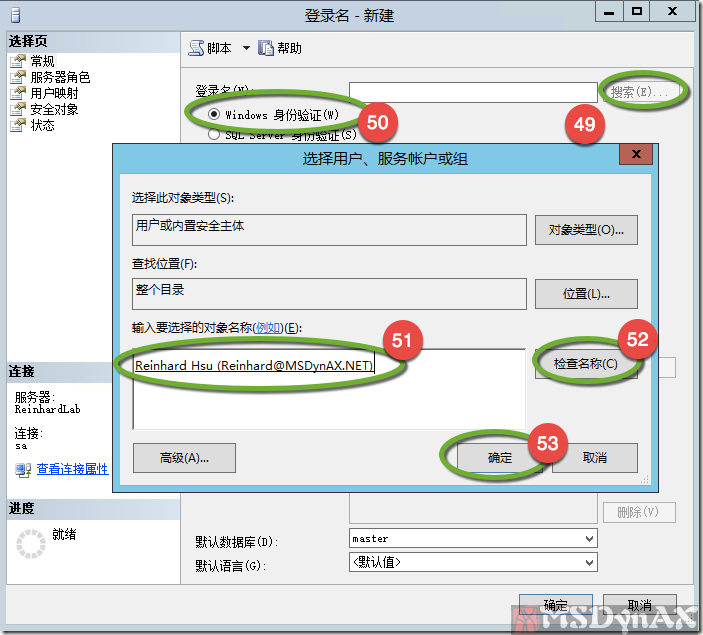 登录名 - 新建
选择页
常规
服务器角色
用户映射
安全对象
状态
脚本 帮助
登录名(N):
搜索(E)...
Windows 身份验证(W)
50
49
SQL Server 身份验证(S)
选择用户、服务帐户或组
选择此对象类型(S):
用户或内置安全主体
对象类型(O)...
查找位置(F):
整个目录
位置(L)...
输入要选择的对象名称(例如)(E):
51
52
Reinhard Hsu (Reinhard@MSDynAX.NET)
检查名称(C)
53
高级(A)...
确定
取消
连接
服务器:
ReinhardLab
连接:
sa
查看连接属性
进度
就绪
删除(V)
默认数据库(D):
master
默认语言(G):
<默认值>
确定
取消
MSDynAX